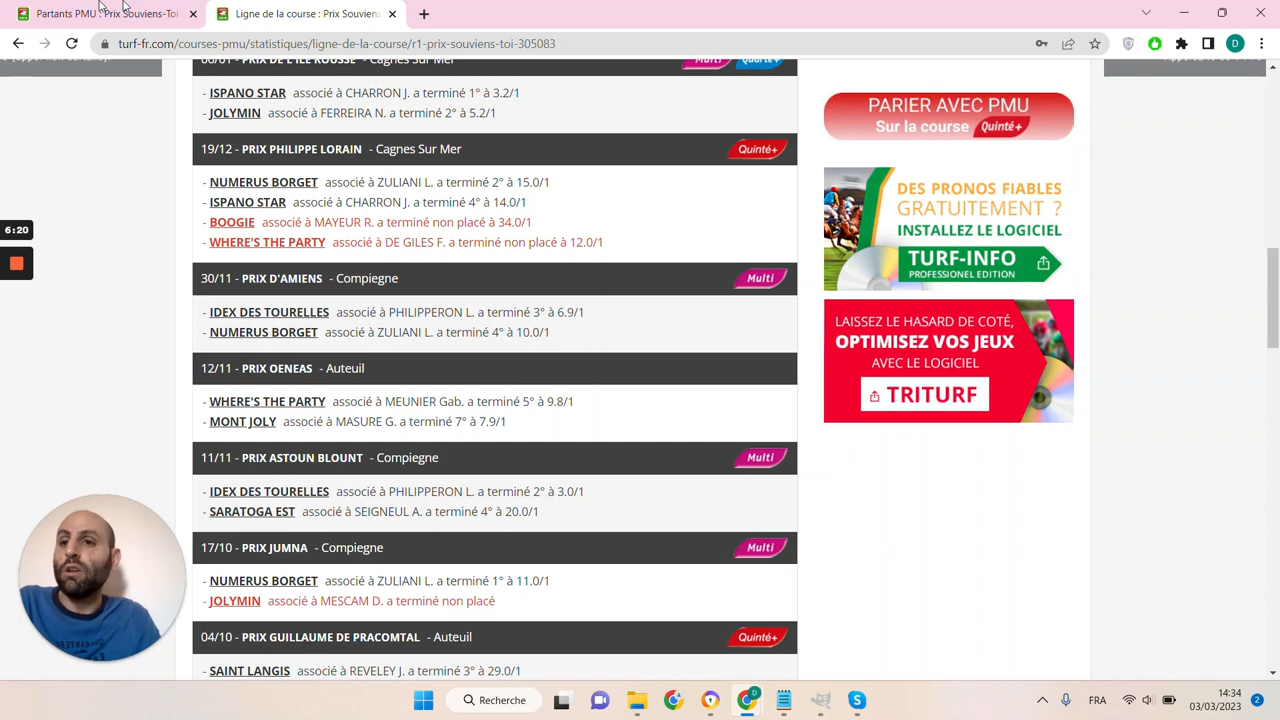 Partants PMU : Prix Souviens-Toi
Ligne de la course : Prix Souviens
turf-fr.com/courses-pmu/statistiques/ligne-de-la-course/r1-prix-souviens-toi-305083
06/01 - PRIX DE L'ILE ROUSSE - Cagnes Sur Mer Multi Quarté+
- ISPANO STAR associé à CHARRON J. a terminé 1° à 3.2/1
- JOLYMIN associé à FERREIRA N. a terminé 2° à 5.2/1
19/12 - PRIX PHILIPPE LORAIN - Cagnes Sur Mer Quinté+
- NUMERUS BORGET associé à ZULIANI L. a terminé 2° à 15.0/1
- ISPANO STAR associé à CHARRON J. a terminé 4° à 14.0/1
- BOOGIE associé à MAYEUR R. a terminé non placé à 34.0/1
- WHERE'S THE PARTY associé à DE GILES F. a terminé non placé à 12.0/1
30/11 - PRIX D'AMIENS - Compiegne Multi
- IDEX DES TOURELLES associé à PHILIPPERON L. a terminé 3° à 6.9/1
- NUMERUS BORGET associé à ZULIANI L. a terminé 4° à 10.0/1
12/11 - PRIX OENEAS - Auteuil
- WHERE'S THE PARTY associé à MEUNIER Gab. a terminé 5° à 9.8/1
- MONT JOLY associé à MASURE G. a terminé 7° à 7.9/1
11/11 - PRIX ASTOUN BLOUNT - Compiegne Multi
- IDEX DES TOURELLES associé à PHILIPPERON L. a terminé 2° à 3.0/1
- SARATOGA EST associé à SEIGNEUL A. a terminé 4° à 20.0/1
17/10 - PRIX JUMNA - Compiegne Multi
- NUMERUS BORGET associé à ZULIANI L. a terminé 1° à 11.0/1
- JOLYMIN associé à MESCAM D. a terminé non placé
04/10 - PRIX GUILLAUME DE PRACOMTAL - Auteuil Quinté+
- SAINT LANGIS associé à REVELEY J. a terminé 3° à 29.0/1
PARIER AVEC PMU
Sur la course Quinté+
DES PRONOS FIABLES
GRATUITEMENT ?
INSTALLEZ LE LOGICIEL
TURF-INFO
PROFESSIONEL EDITION
LAISSEZ LE HASARD DE COTÉ,
OPTIMISEZ VOS JEUX
AVEC LE LOGICIEL
TRITURF
6:20
D
Recherche
D
FRA
14:34
03/03/2023
2